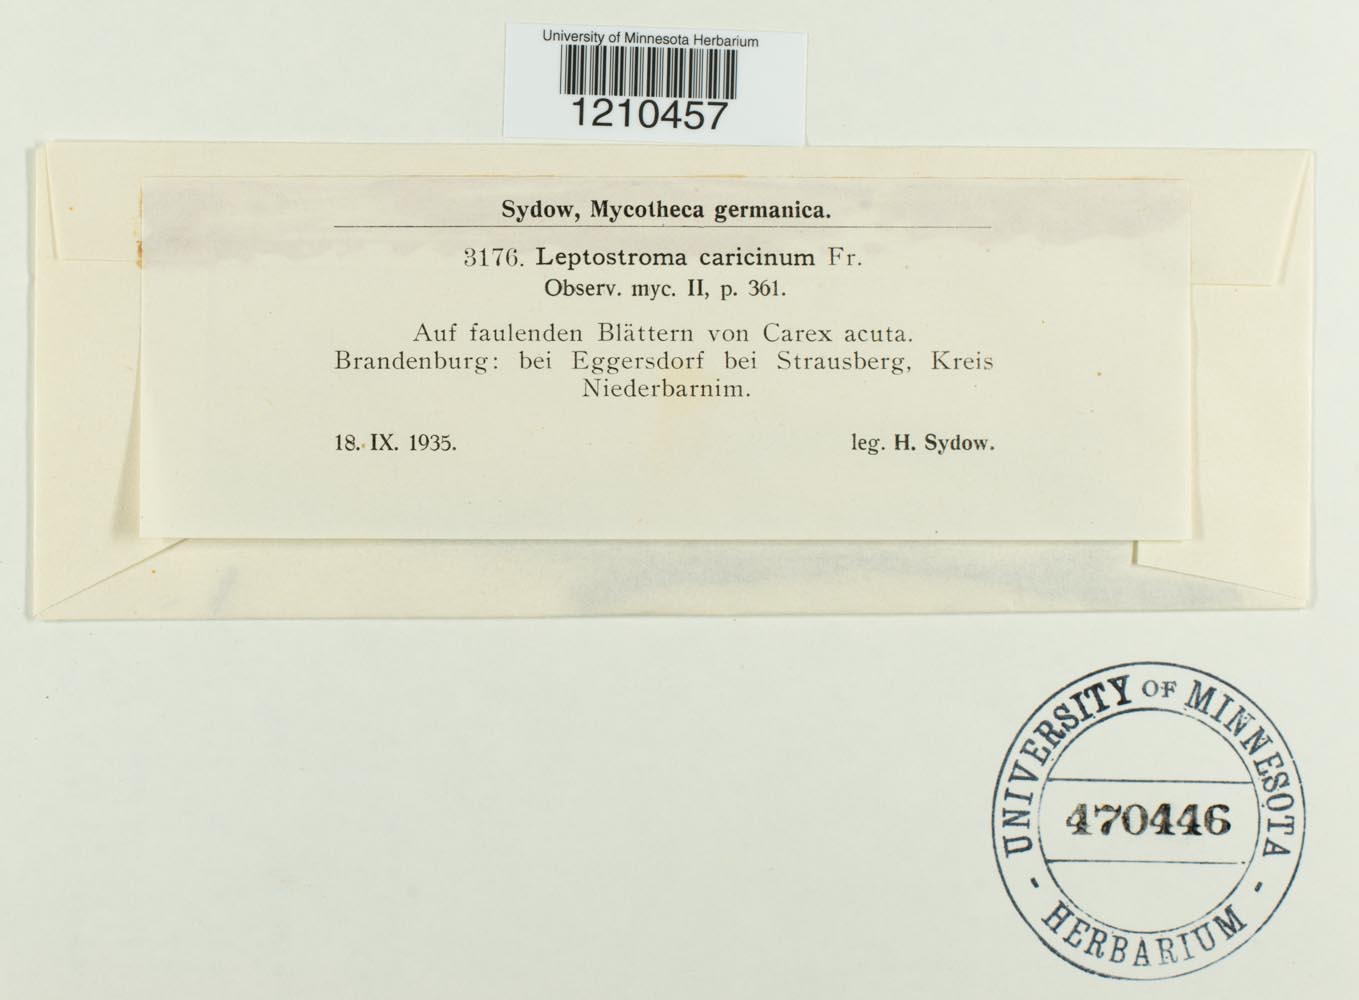 University of Minnesota Herbarium
1210457
Sydow, Mycotheca germanica.
3176. Leptostroma caricinum Fr.
Observ. myc. II, p. 361.
Auf faulenden Blättern von Carex acuta.
Brandenburg: bei Eggersdorf bei Strausberg, Kreis
Niederbarnim.
18. IX. 1935. leg. H. Sydow.
UNIVERSITY OF MINNESOTA
470446
- HERBARIUM -